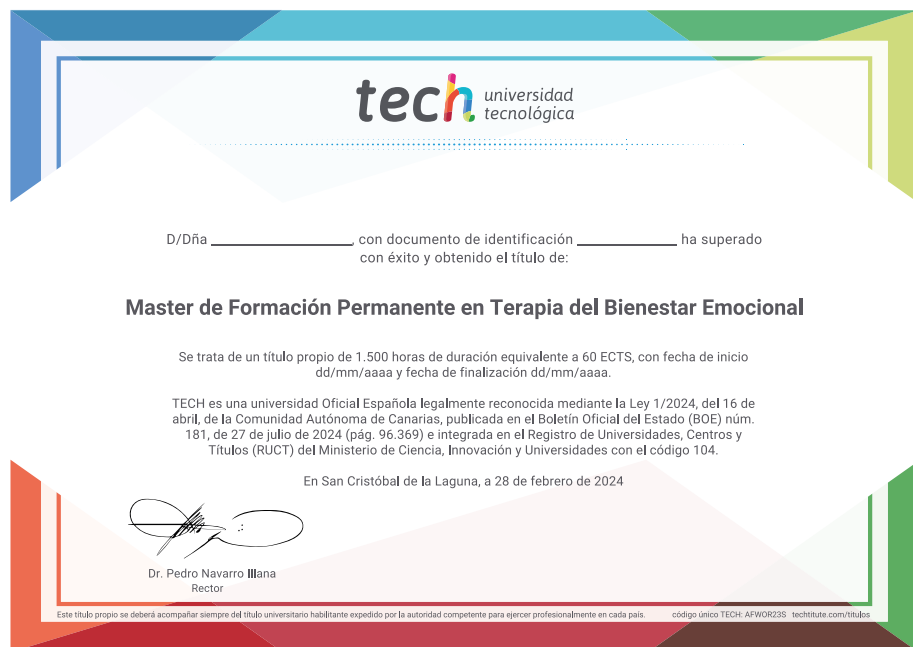 tech universidad
tecnológica
D/Dña ________________, con documento de identificación ____________ ha superado
con éxito y obtenido el título de:
Master de Formación Permanente en Terapia del Bienestar Emocional
Se trata de un título propio de 1.500 horas de duración equivalente a 60 ECTS, con fecha de inicio
dd/mm/aaaa y fecha de finalización dd/mm/aaaa.
TECH es una universidad Oficial Española legalmente reconocida mediante la Ley 1/2024, del 16 de
abril, de la Comunidad Autónoma de Canarias, publicada en el Boletín Oficial del Estado (BOE) núm.
181, de 27 de julio de 2024 (pág. 96.369) e integrada en el Registro de Universidades, Centros y
Títulos (RUCT) del Ministerio de Ciencia, Innovación y Universidades con el código 104.
En San Cristóbal de la Laguna, a 28 de febrero de 2024
Dr. Pedro Navarro Illana
Rector
Este título propio se deberá acompañar siempre del título universitario habilitante expedido por la autoridad competente para ejercer profesionalmente en cada país. código único TECH: AFWOR23S techtitute.com/titulos